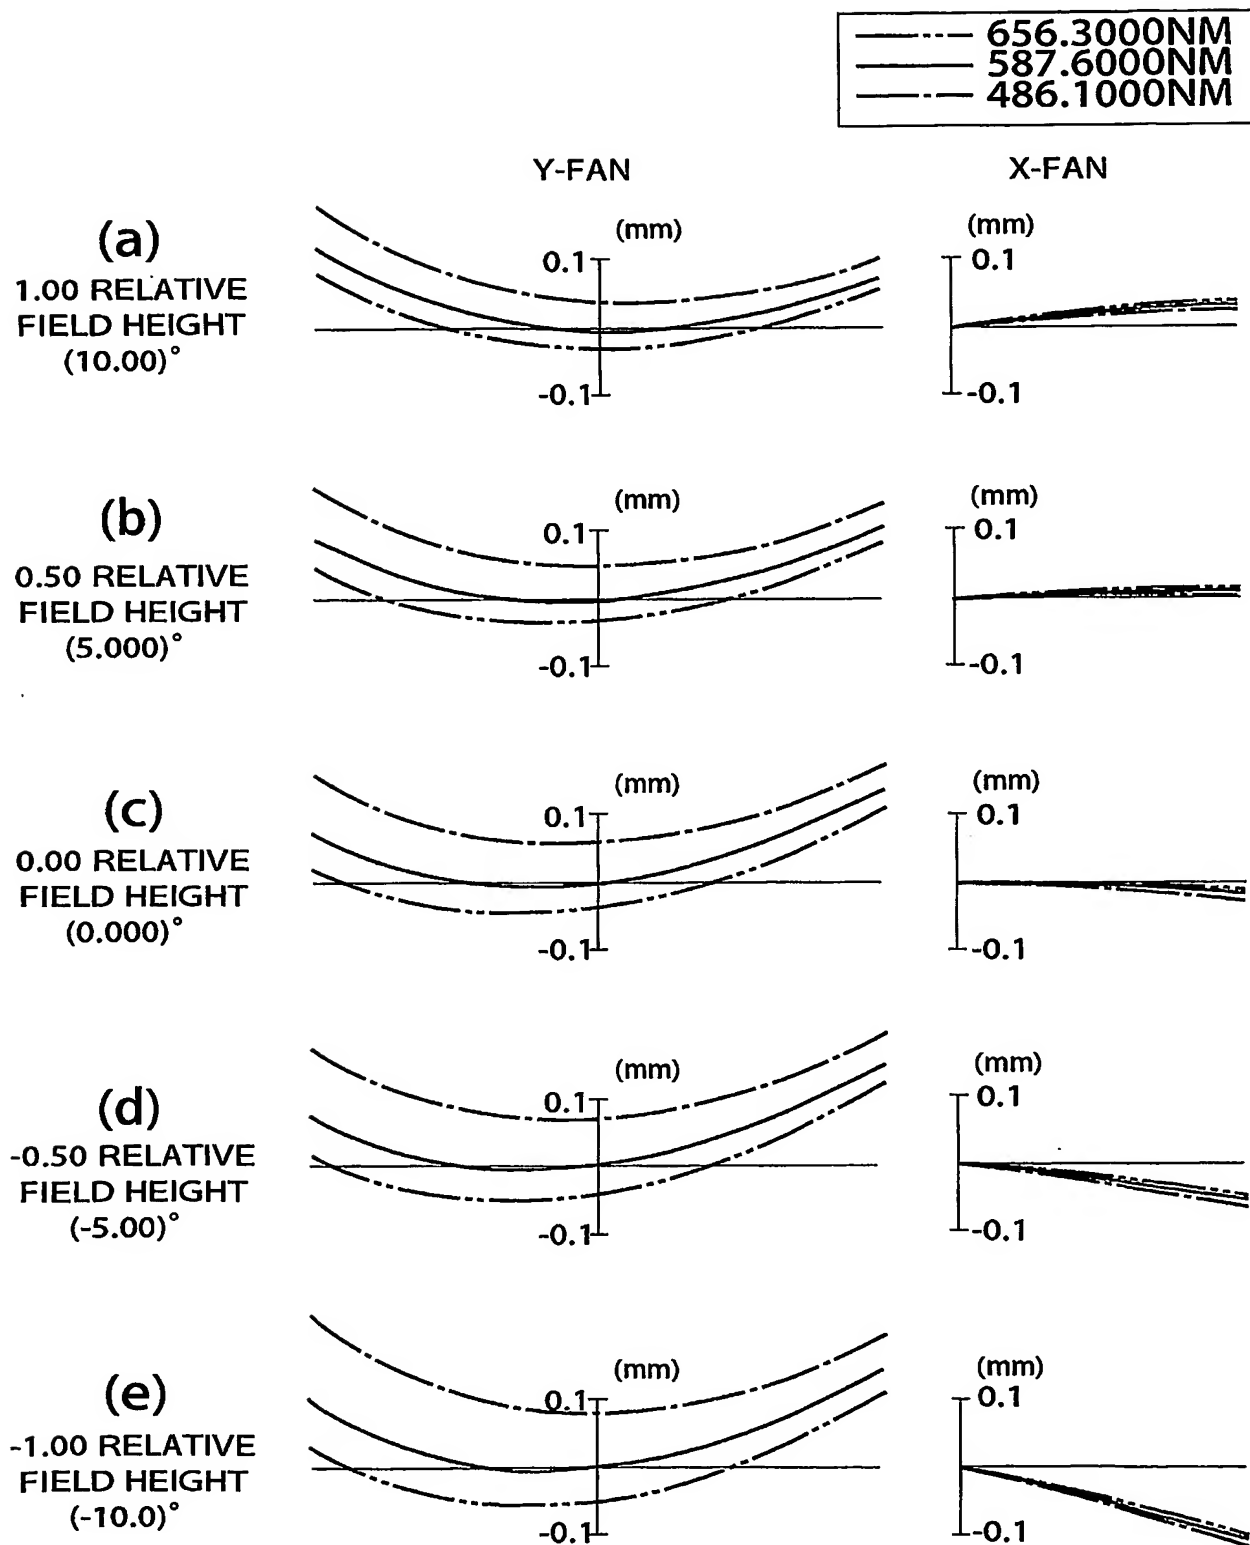 656.3000NM
587.6000NM
486.1000NM
Y-FAN
X-FAN
(a)
1.00 RELATIVE
FIELD HEIGHT
(10.00)°
(mm)
0.1
-0.1
(mm)
0.1
-0.1
(b)
0.50 RELATIVE
FIELD HEIGHT
(5.000)°
(mm)
0.1
-0.1
(mm)
0.1
-0.1
(c)
0.00 RELATIVE
FIELD HEIGHT
(0.000)°
(mm)
0.1
-0.1
(mm)
0.1
-0.1
(d)
-0.50 RELATIVE
FIELD HEIGHT
(-5.00)°
(mm)
0.1
-0.1
(mm)
0.1
-0.1
(e)
-1.00 RELATIVE
FIELD HEIGHT
(-10.0)°
(mm)
0.1
-0.1
(mm)
0.1
-0.1